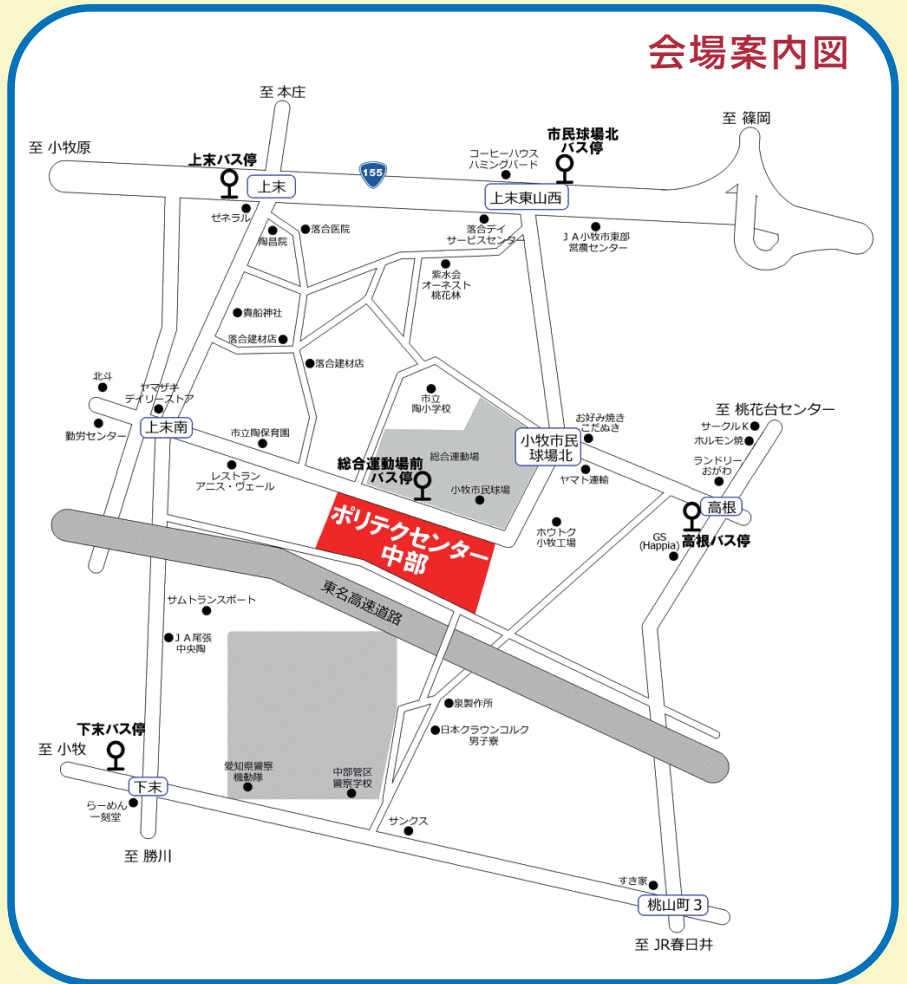 会場案内図
至 本庄
至 篠岡
至 小牧原
上末バス停
155
コーヒーハウス
ハミングバード
市民球場北
バス停
上末
上末東山西
ゼネラル
陶昌院
落合医院
落合デイ
サービスセンター
ＪＡ小牧市東部
営農センター
紫水会
オーネスト
桃花林
貴船神社
落合建材店
落合建材店
北斗
ヤマザキ
デイリーストア
市立
陶小学校
至 桃花台センター
サークルＫ
ホルモン焼
お好み焼き
こだぬき
勤労センター
上末南
市立陶保育園
小牧市民
球場北
ランドリー
おがわ
総合運動場
総合運動場前
バス停
レストラン
アニス・ヴェール
ヤマト運輸
小牧市民球場
高根
ポリテクセンター
中部
ホウトク
小牧工場
GS
(Happia)
高根バス停
東名高速道路
サムトランスポート
ＪＡ尾張
中央陶
泉製作所
日本クラウンコルク
男子寮
下末バス停
至 小牧
愛知県警察
機動隊
中部管区
警察学校
下末
らーめん
一刻堂
サンクス
至 勝川
すき家
桃山町３
至 JR春日井